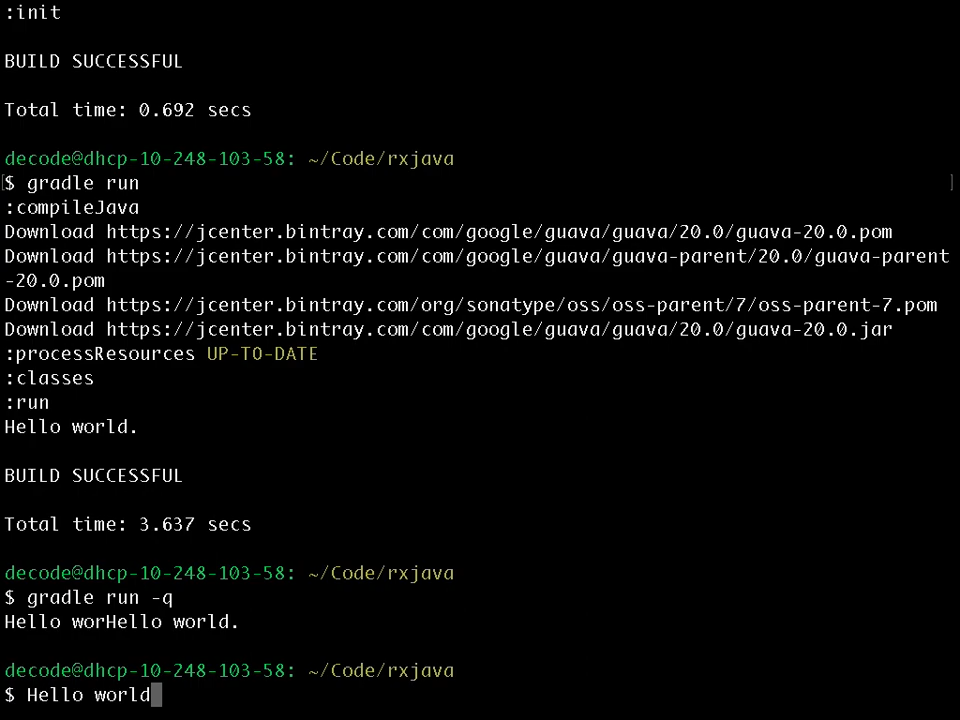 :init
BUILD SUCCESSFUL
Total time: 0.692 secs
decode@dhcp-10-248-103-58: ~/Code/rxjava
[$ gradle run ]
:compileJava
Download https://jcenter.bintray.com/com/google/guava/guava/20.0/guava-20.0.pom
Download https://jcenter.bintray.com/com/google/guava/guava-parent/20.0/guava-parent
-20.0.pom
Download https://jcenter.bintray.com/org/sonatype/oss/oss-parent/7/oss-parent-7.pom
Download https://jcenter.bintray.com/com/google/guava/guava/20.0/guava-20.0.jar
:processResources UP-TO-DATE
:classes
:run
Hello world.
BUILD SUCCESSFUL
Total time: 3.637 secs
decode@dhcp-10-248-103-58: ~/Code/rxjava
$ gradle run -q
Hello worHello world.
decode@dhcp-10-248-103-58: ~/Code/rxjava
$ Hello world